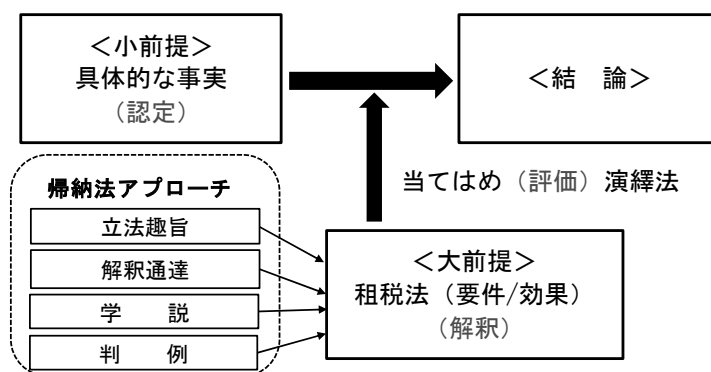 <小前提>
具体的な事実
(認定)
<結　論>
帰納法アプローチ
立法趣旨
解釈通達
学　説
判　例
当てはめ(評価)演繹法
<大前提>
租税法(要件/効果)
(解釈)